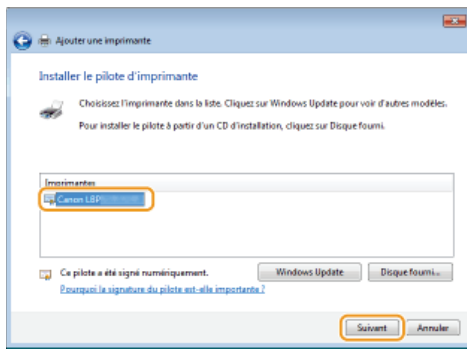 Ajouter une imprimante
Installer le pilote d'imprimante
Choisissez l'imprimante dans la liste. Cliquez sur Windows Update pour voir d'autres modèles.
Pour installer le pilote à partir d'un CD d'installation, cliquez sur Disque fourni.
Imprimantes
Canon LBP
Ce pilote a été signé numériquement.
Windows Update
Disque fourni...
Pourquoi la signature du pilote est-elle importante ?
Suivant
Annuler